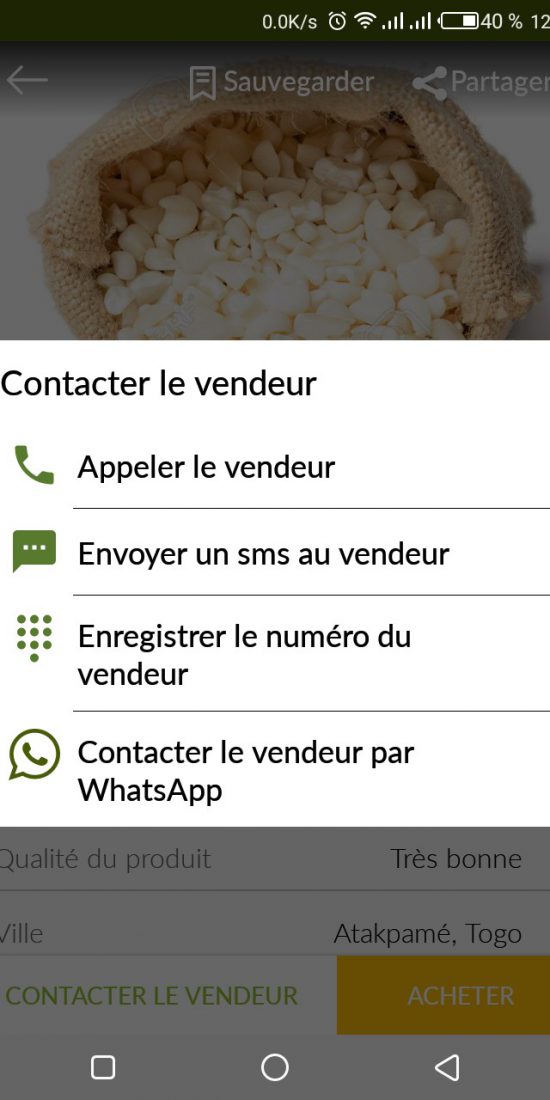 0.0K/s 40 % 12
Sauvegarder Partager
Contacter le vendeur
Appeler le vendeur
Envoyer un sms au vendeur
Enregistrer le numéro du
vendeur
Contacter le vendeur par
WhatsApp
Qualité du produit Très bonne
Ville Atakpamé, Togo
CONTACTER LE VENDEUR ACHETER